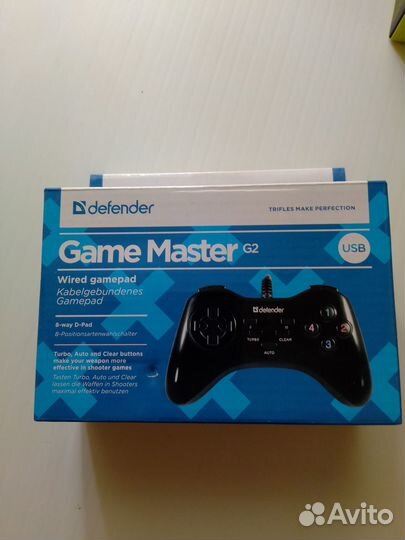 defender
TRIFLES MAKE PERFECTION
Game Master G2
USB
Wired gamepad
Kabelgebundenes
Gamepad
8-way D-Pad
8-Positionsartenwahlschalter
Turbo, Auto and Clear buttons
make your weapon more
effective in shooter games
Tasten Turbo, Auto und Clear
lassen die Waffen in Shooters
maximal effektiv benutzen
defender
TURBO
CLEAR
AUTO
1
4
2
3
Avito